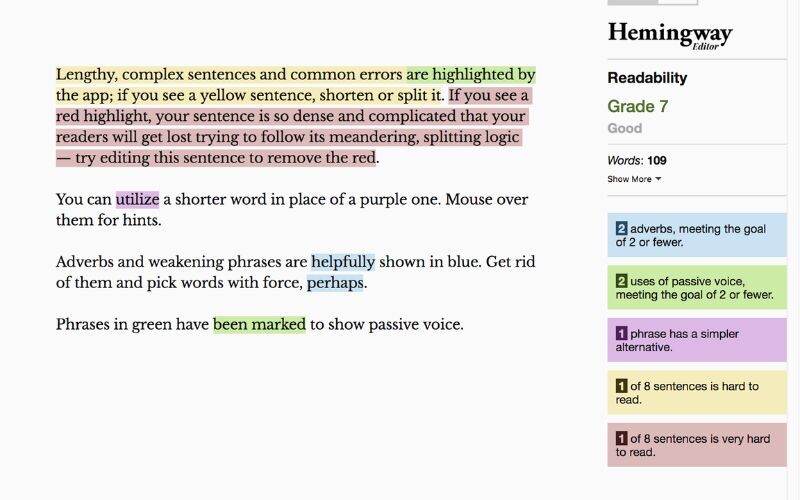 Lengthy, complex sentences and common errors are highlighted by
the app; if you see a yellow sentence, shorten or split it. If you see a
red highlight, your sentence is so dense and complicated that your
readers will get lost trying to follow its meandering, splitting logic
— try editing this sentence to remove the red.
You can utilize a shorter word in place of a purple one. Mouse over
them for hints.
Adverbs and weakening phrases are helpfully shown in blue. Get rid
of them and pick words with force, perhaps.
Phrases in green have been marked to show passive voice.
Hemingway
Editor
Readability
Grade 7
Good
Words: 109
Show More
2 adverbs, meeting the goal
of 2 or fewer.
2 uses of passive voice,
meeting the goal of 2 or fewer.
1 phrase has a simpler
alternative.
1 of 8 sentences is hard to
read.
1 of 8 sentences is very hard
to read.